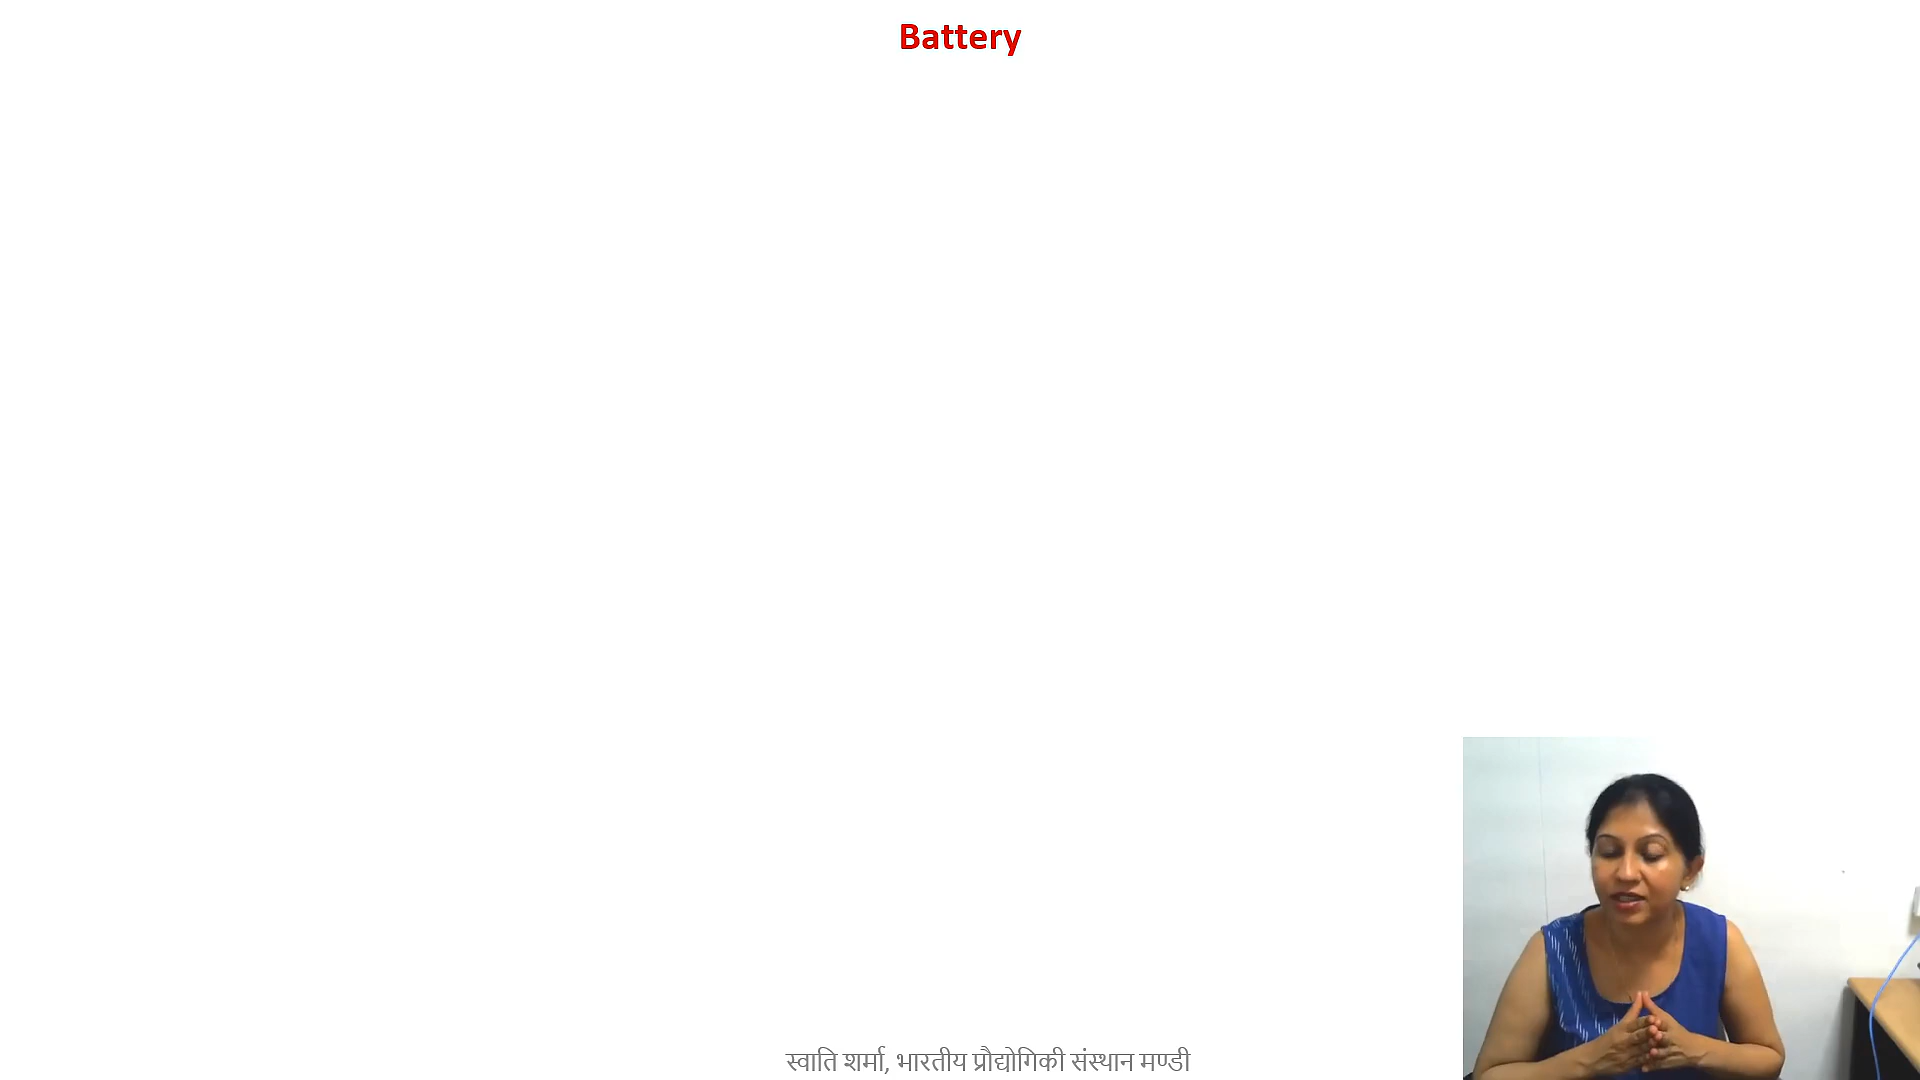 Battery
स्वाति शर्मा, भारतीय प्रौद्योगिकी संस्थान मण्डी